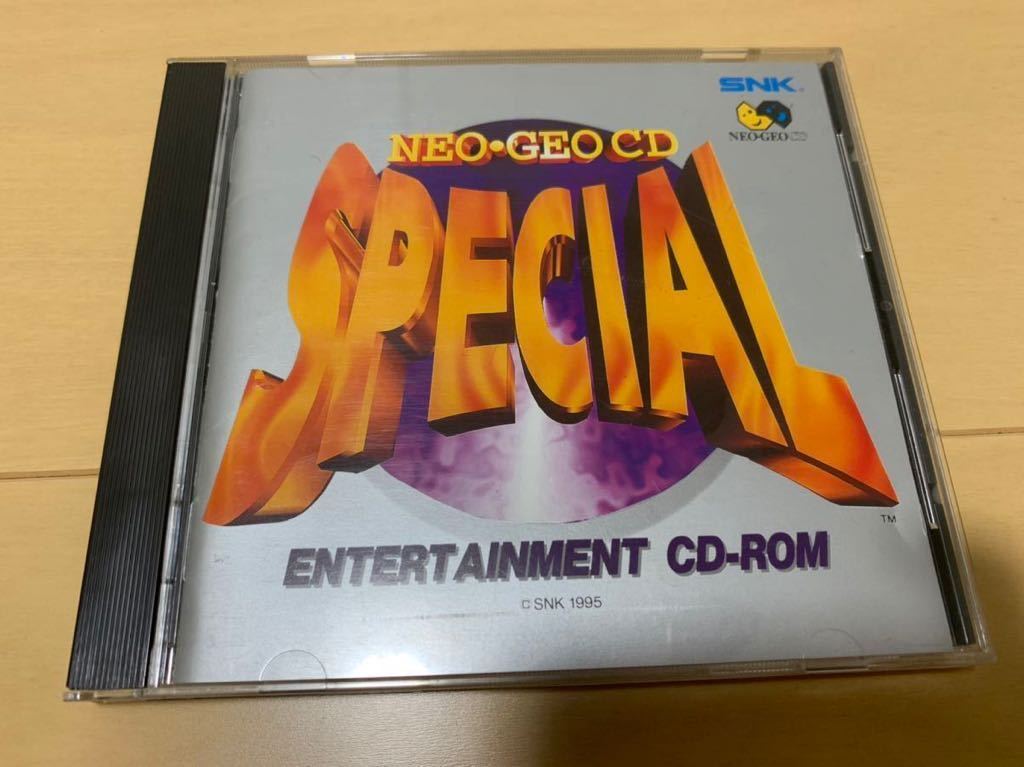 SNK
NEO•GEO CD
NEO•GEO CD
SPECIAL
TM
ENTERTAINMENT CD-ROM
© SNK 1995